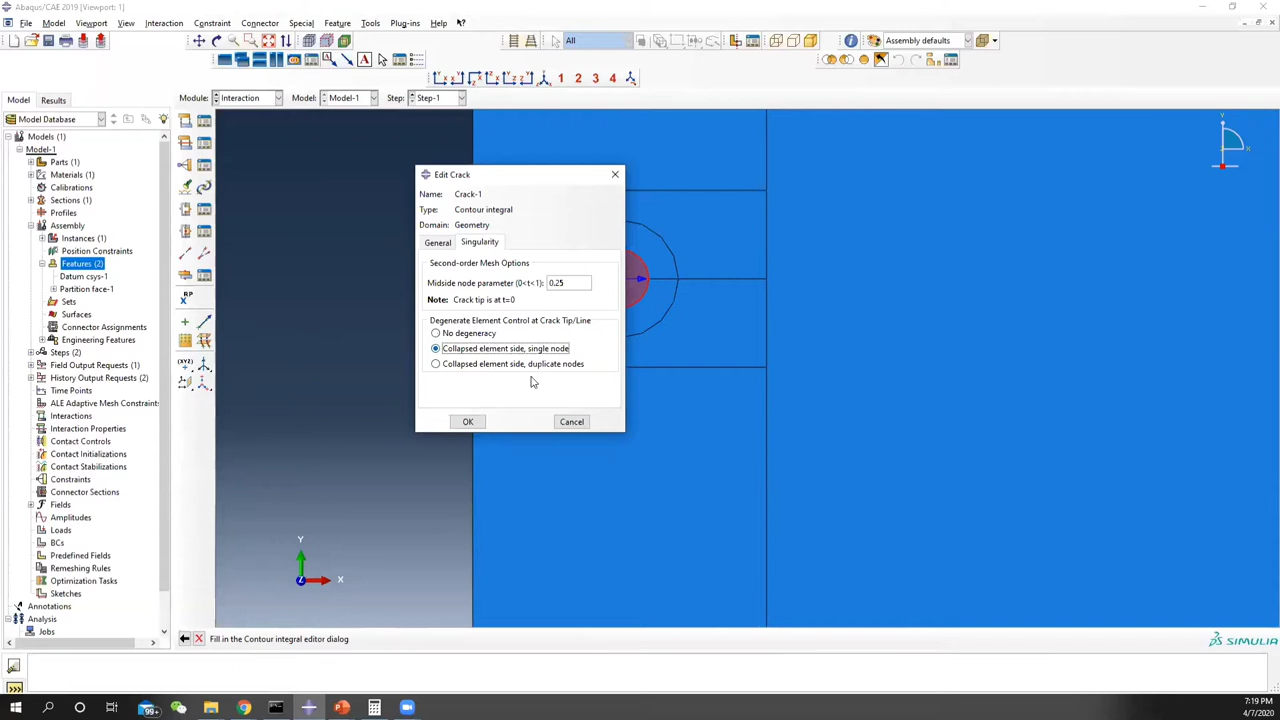 Abaqus/CAE 2019 [Viewport: 1]
File Model Viewport View Interaction Constraint Connector Special Feature Tools Plug-ins Help
All
Assembly defaults
1 2 3 4
Model Results
Module: Interaction Model: Model-1 Step: Step-1
Model Database
Models (1)
Model-1
Parts (1)
Materials (1)
Calibrations
Sections (1)
Profiles
Assembly
Instances (1)
Position Constraints
Features (2)
Datum csys-1
Partition face-1
Sets
Surfaces
Connector Assignments
Engineering Features
Steps (2)
Field Output Requests (2)
History Output Requests (2)
Time Points
ALE Adaptive Mesh Constraint
Interactions
Interaction Properties
Contact Controls
Contact Initializations
Contact Stabilizations
Constraints
Connector Sections
Fields
Amplitudes
Loads
BCs
Predefined Fields
Remeshing Rules
Optimization Tasks
Sketches
Annotations
Analysis
Jobs
RP
(XYZ)
Edit Crack
Name: Crack-1
Type: Contour integral
Domain: Geometry
General Singularity
Second-order Mesh Options
Midside node parameter (0<t<1): 0.25
Note: Crack tip is at t=0
Degenerate Element Control at Crack Tip/Line
No degeneracy
Collapsed element side, single node
Collapsed element side, duplicate nodes
OK Cancel
Y
X
Z
Y
X
Fill in the Contour integral editor dialog
SIMULIA
>>>
99+
7:19 PM
4/7/2020